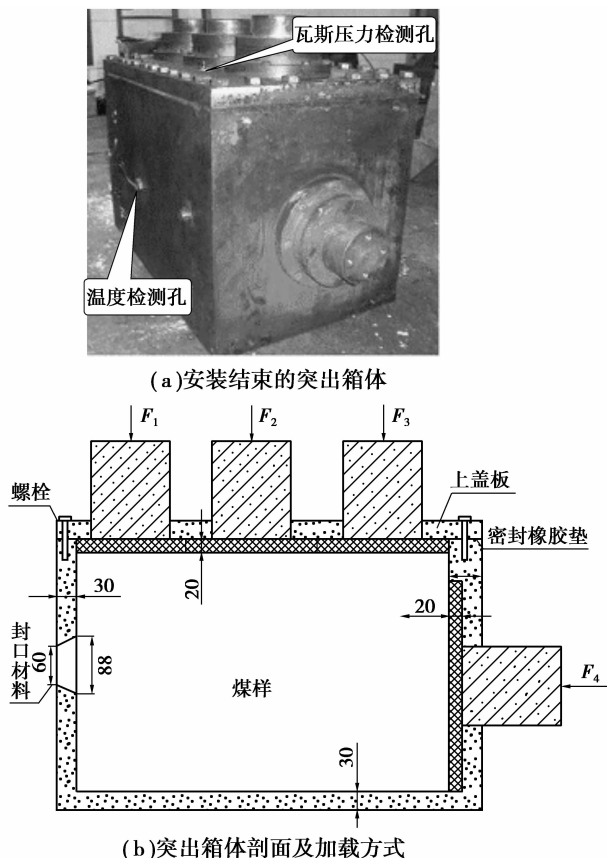 瓦斯压力检测孔
温度检测孔
(a)安装结束的突出箱体
F₁
F₂
F₃
螺栓
上盖板
密封橡胶垫
30
20
20
封口材料
60
88
煤样
F₄
30
(b)突出箱体剖面及加载方式